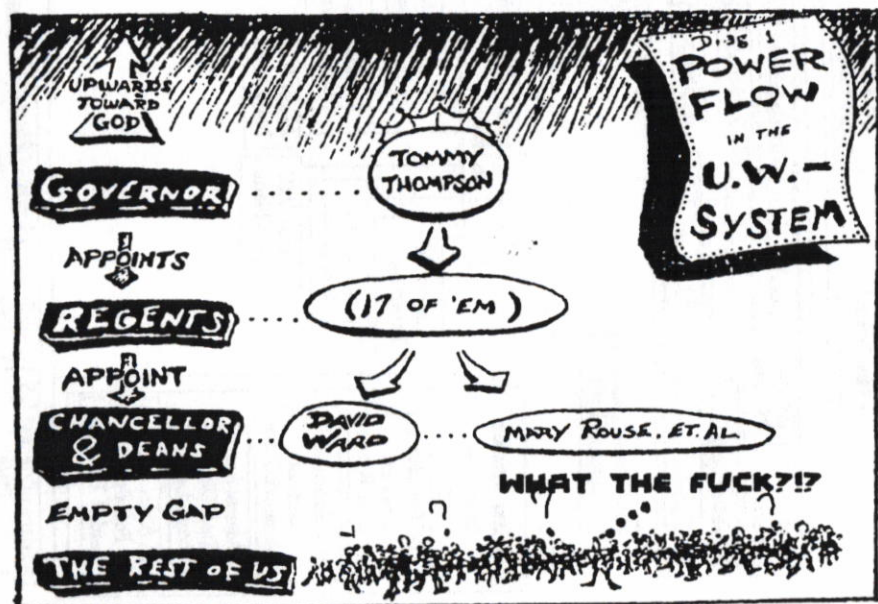 UPWARDS
TOWARD
GOD
Diag 1
POWER
FLOW
IN THE
U.W.-
SYSTEM
GOVERNOR!
TOMMY
THOMPSON
APPOINTS
REGENTS
(17 OF 'EM)
APPOINT
CHANCELLOR
& DEANS
DAVID
WARD
MARY ROUSE, ET. AL.
WHAT THE FUCK?!?
EMPTY GAP
? ? ? ?
THE REST OF US